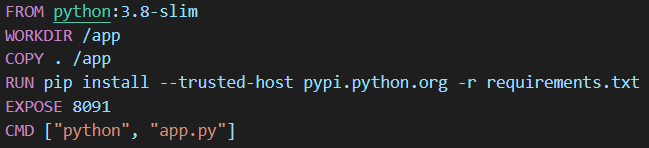 FROM python:3.8-slim
WORKDIR /app
COPY . /app
RUN pip install --trusted-host pypi.python.org -r requirements.txt
EXPOSE 8091
CMD ["python", "app.py"]